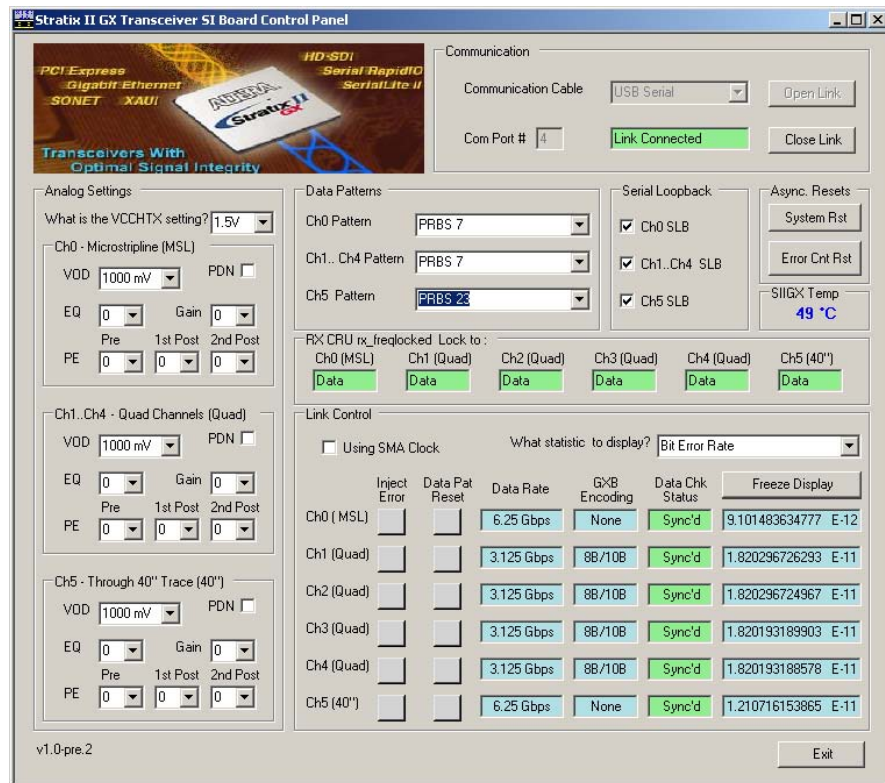 Stratix II GX Transceiver SI Board Control Panel
PCI Express
Gigabit Ethernet
SONET XAUI
HD-SDI
Serial RapidIO
SerialLite II
ALTERA
Stratix II GX
Transceivers With
Optimal Signal Integrity
Communication
Communication Cable USB Serial Open Link
Com Port # 4 Link Connected Close Link
Analog Settings
What is the VCCHTX setting? 1.5V
Ch0 - Microstripline (MSL)
VOD 1000 mV PDN
EQ 0 Gain 0
Pre 1st Post 2nd Post
PE 0 0 0
Ch1..Ch4 - Quad Channels (Quad)
VOD 1000 mV PDN
EQ 0 Gain 0
Pre 1st Post 2nd Post
PE 0 0 0
Ch5 - Through 40" Trace (40")
VOD 1000 mV PDN
EQ 0 Gain 0
Pre 1st Post 2nd Post
PE 0 0 0
Data Patterns
Ch0 Pattern PRBS 7
Ch1.. Ch4 Pattern PRBS 7
Ch5 Pattern PRBS 23
Serial Loopback
Ch0 SLB
Ch1..Ch4 SLB
Ch5 SLB
Async. Resets
System Rst
Error Cnt Rst
SIIGX Temp
49 °C
RX CRU rx_freqlocked Lock to :
Ch0 (MSL) Ch1 (Quad) Ch2 (Quad) Ch3 (Quad) Ch4 (Quad) Ch5 (40")
Data Data Data Data Data Data
Link Control
Using SMA Clock What statistic to display? Bit Error Rate
Inject Error Data Pat Reset Data Rate GXB Encoding Data Chk Status Freeze Display
Ch0 ( MSL) 6.25 Gbps None Sync'd 9.101483634777 E-12
Ch1 (Quad) 3.125 Gbps 8B/10B Sync'd 1.820296726293 E-11
Ch2 (Quad) 3.125 Gbps 8B/10B Sync'd 1.820296724967 E-11
Ch3 (Quad) 3.125 Gbps 8B/10B Sync'd 1.820193189903 E-11
Ch4 (Quad) 3.125 Gbps 8B/10B Sync'd 1.820193188578 E-11
Ch5 (40") 6.25 Gbps None Sync'd 1.210716153865 E-11
v1.0-pre.2
Exit